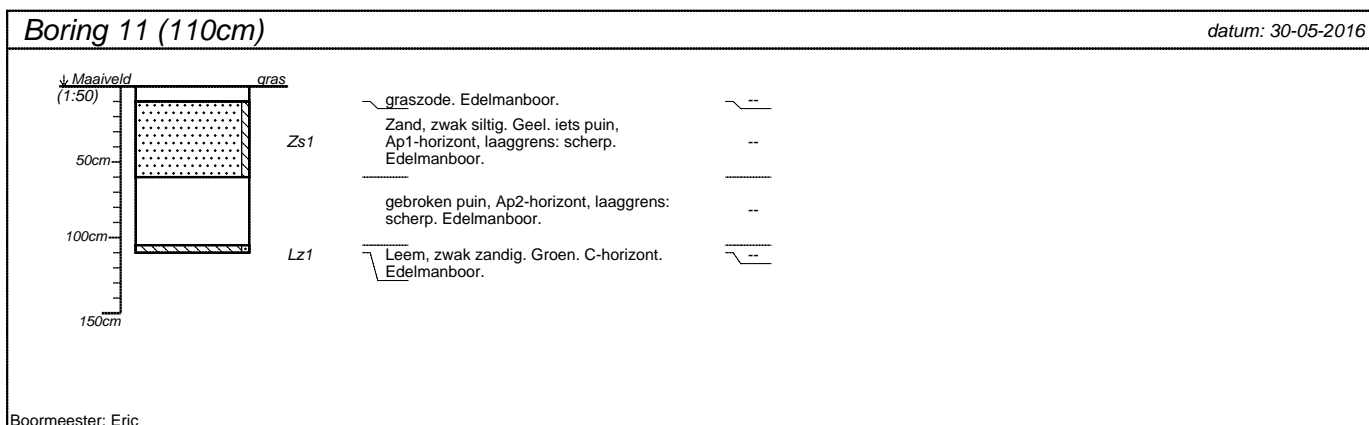 Boring 11 (110cm)
datum: 30-05-2016
Maaiveld
gras
(1:50)
graszode. Edelmanboor.
--
Zs1
Zand, zwak siltig. Geel. iets puin,
Ap1-horizont, laaggrens: scherp.
Edelmanboor.
--
50cm
gebroken puin, Ap2-horizont, laaggrens:
scherp. Edelmanboor.
--
100cm
Lz1
Leem, zwak zandig. Groen. C-horizont.
Edelmanboor.
--
150cm
Boormeester: Eric